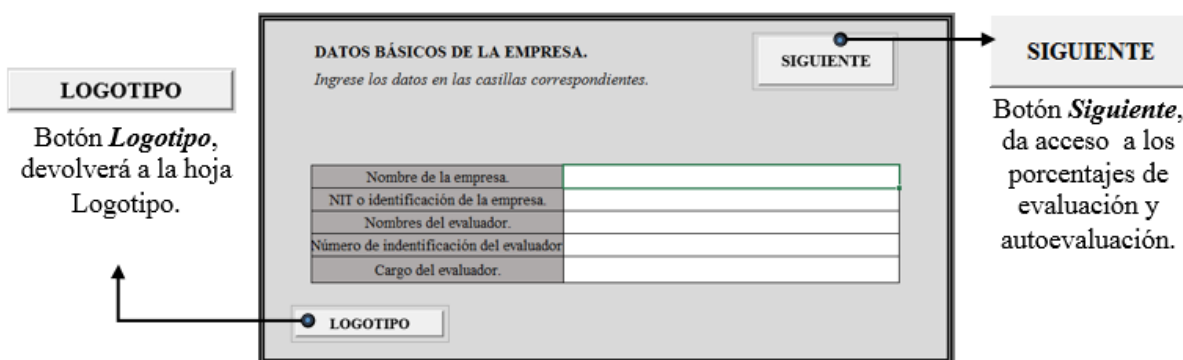 LOGOTIPO
Botón Logotipo,
devolverá a la hoja
Logotipo.
DATOS BÁSICOS DE LA EMPRESA.
Ingrese los datos en las casillas correspondientes.
SIGUIENTE
Nombre de la empresa.
NIT o identificación de la empresa.
Nombres del evaluador.
Número de indentificación del evaluador
Cargo del evaluador.
LOGOTIPO
SIGUIENTE
Botón Siguiente,
da acceso a los
porcentajes de
evaluación y
autoevaluación.